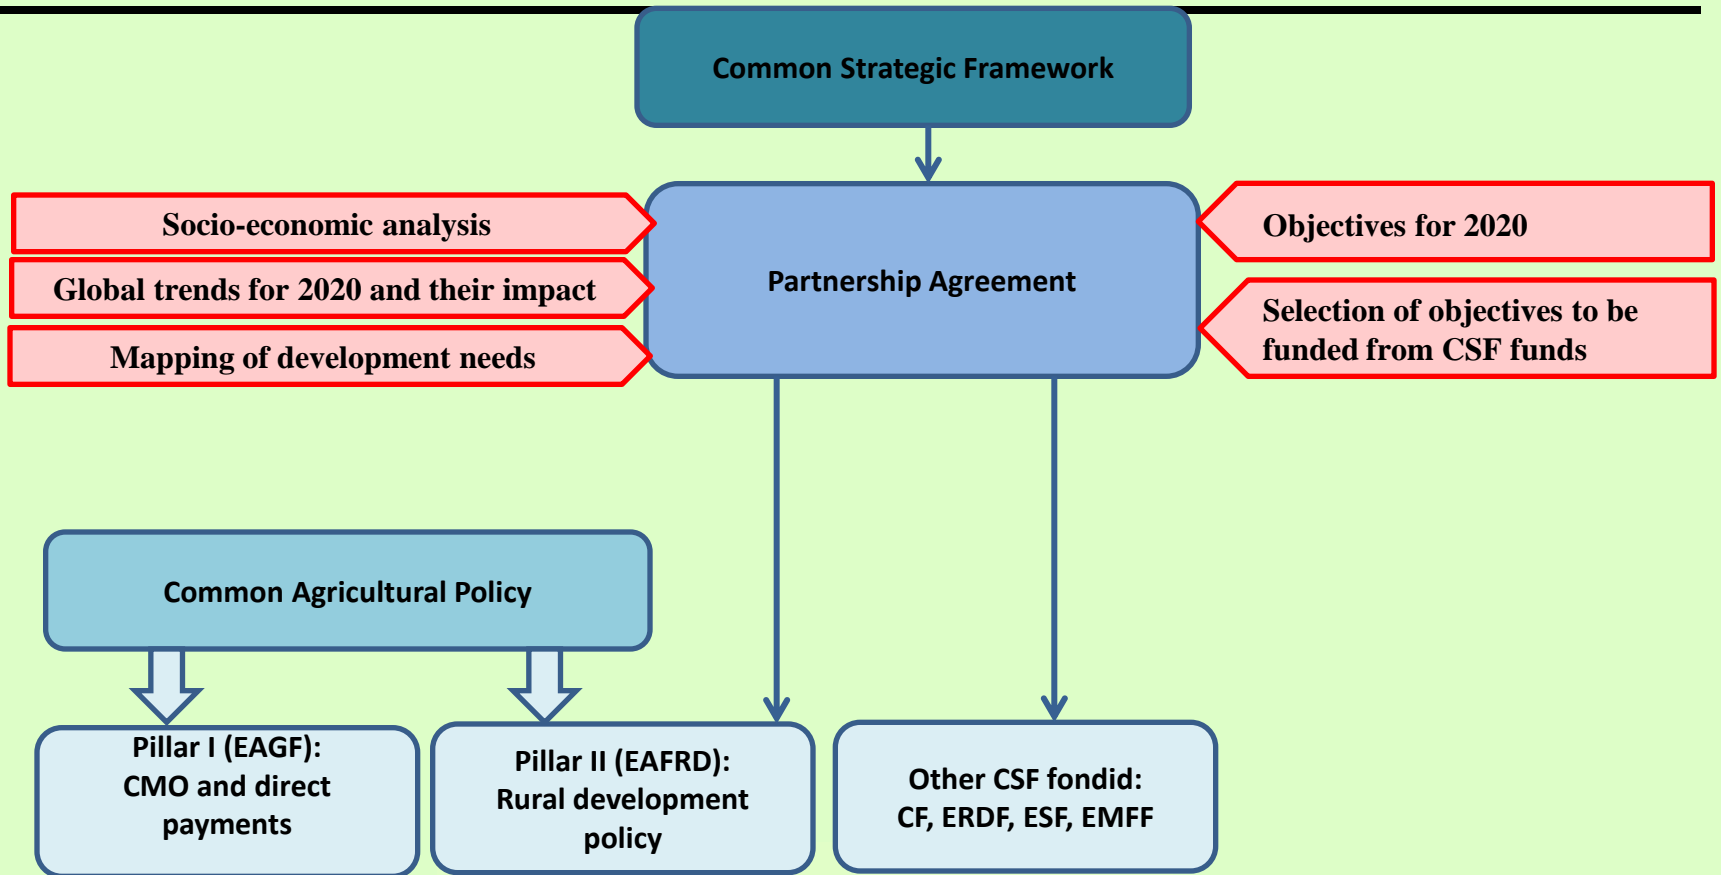 Common Strategic Framework
Socio-economic analysis
Global trends for 2020 and their impact
Mapping of development needs
Partnership Agreement
Objectives for 2020
Selection of objectives to be
funded from CSF funds
Common Agricultural Policy
Pillar I (EAGF):
CMO and direct
payments
Pillar II (EAFRD):
Rural development
policy
Other CSF fondid:
CF, ERDF, ESF, EMFF